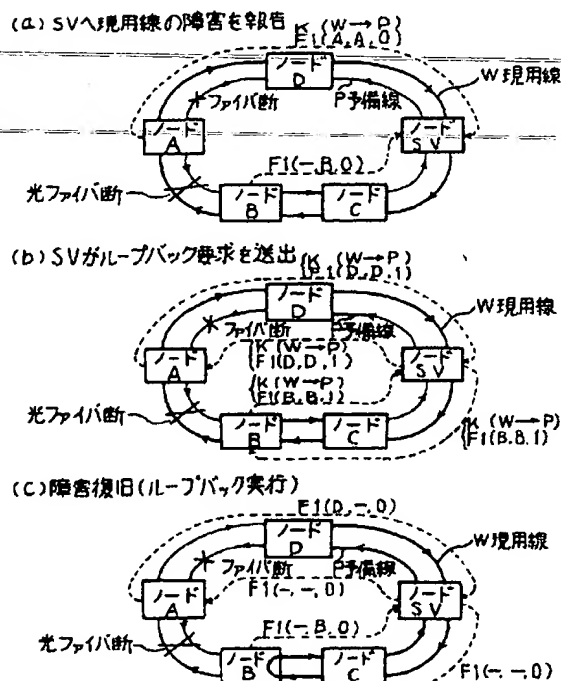 (a) SVへ現用線の障害を報告
K (W→P)
F1(A,A,0)
ノード
D
W現用線
ファイバ断
P予備線
ノード
A
ノード
SV
F1(-,B,0)
光ファイバ断
ノード
B
ノード
C
(b) SVがループバック要求を送出
K (W→P)
F1(D,D,1)
ノード
D
W現用線
ファイバ断
P予備線
K (W→P)
F1(D,D,1)
ノード
A
ノード
SV
K (W→P)
F1(B,B,1)
光ファイバ断
ノード
B
ノード
C
K (W→P)
F1(B,B,1)
(C) 障害復旧(ループバック実行)
F1(D,-,0)
ノード
D
W現用線
ファイバ断
P予備線
F1(-,-,0)
ノード
A
ノード
SV
F1(-,B,0)
光ファイバ断
ノード
B
ノード
C
F1(-,-,0)